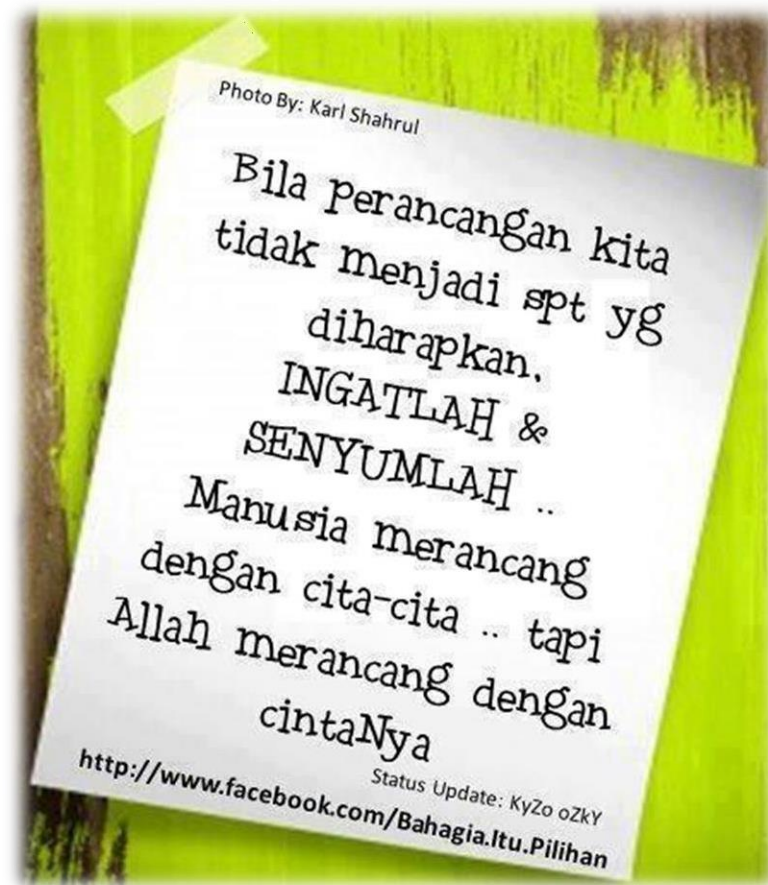 Photo By: Karl Shahrul
Bila perancangan kita
tidak menjadi spt yg
diharapkan.
INGATLAH &
SENYUMLAH ..
Manusia merancang
dengan cita-cita .. tapi
Allah merancang dengan
cintaNya
Status Update: KyZo oZkY
http://www.facebook.com/Bahagia.Itu.Pilihan